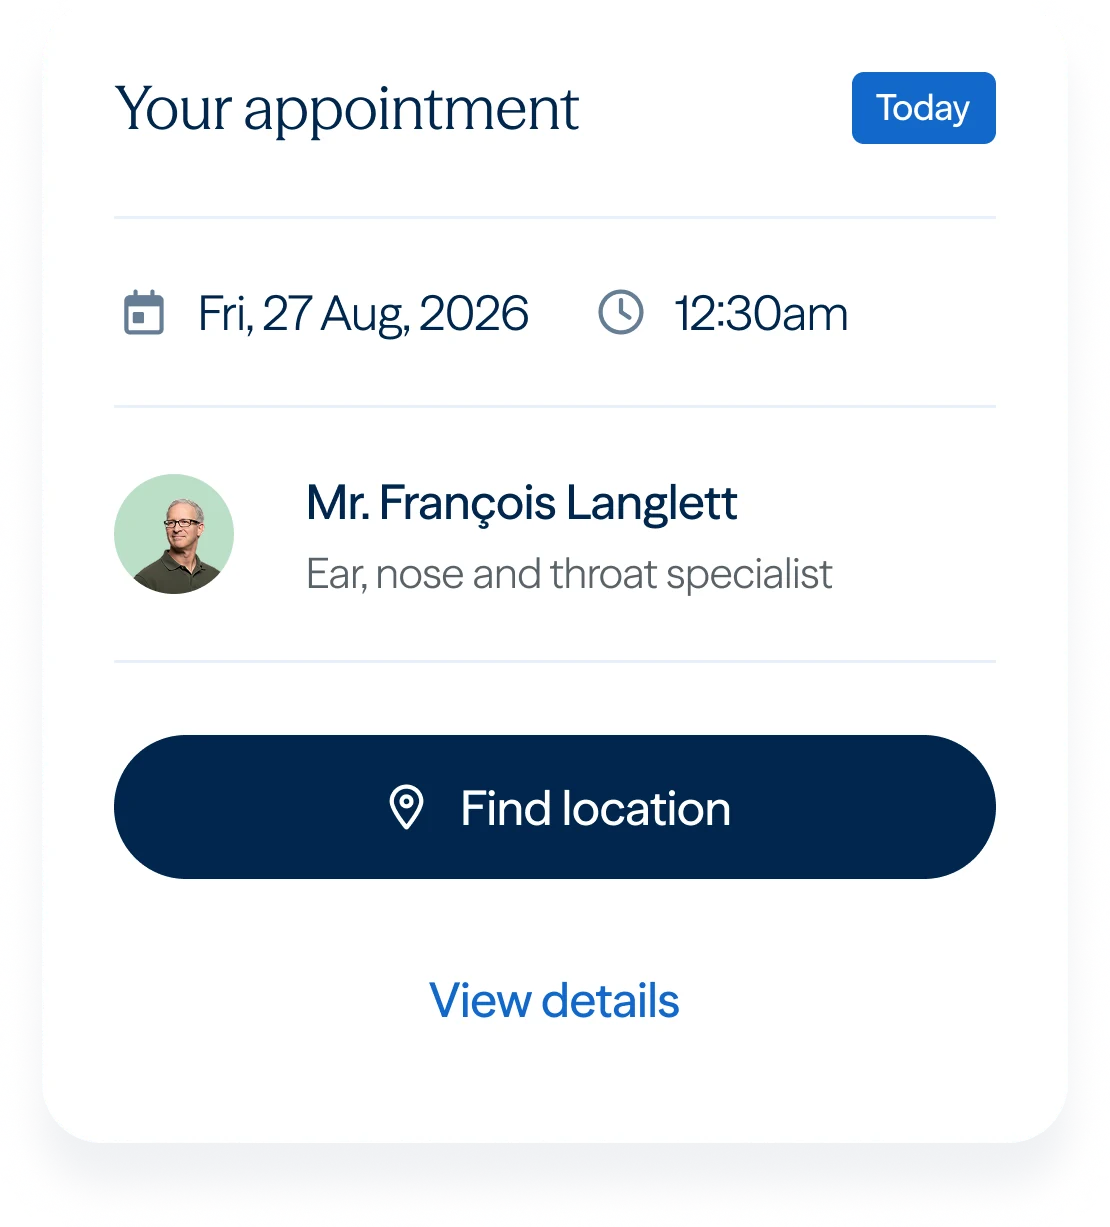 Your appointment
Today
Fri, 27 Aug, 2026
12:30am
Mr. François Langlett
Ear, nose and throat specialist
Find location
View details